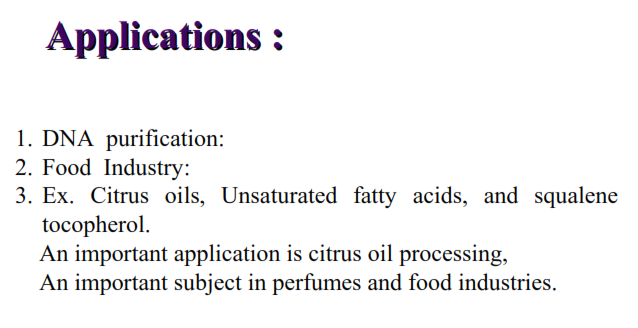 Applications :
1. DNA purification:
2. Food Industry:
3. Ex. Citrus oils, Unsaturated fatty acids, and squalene
tocopherol.
An important application is citrus oil processing,
An important subject in perfumes and food industries.